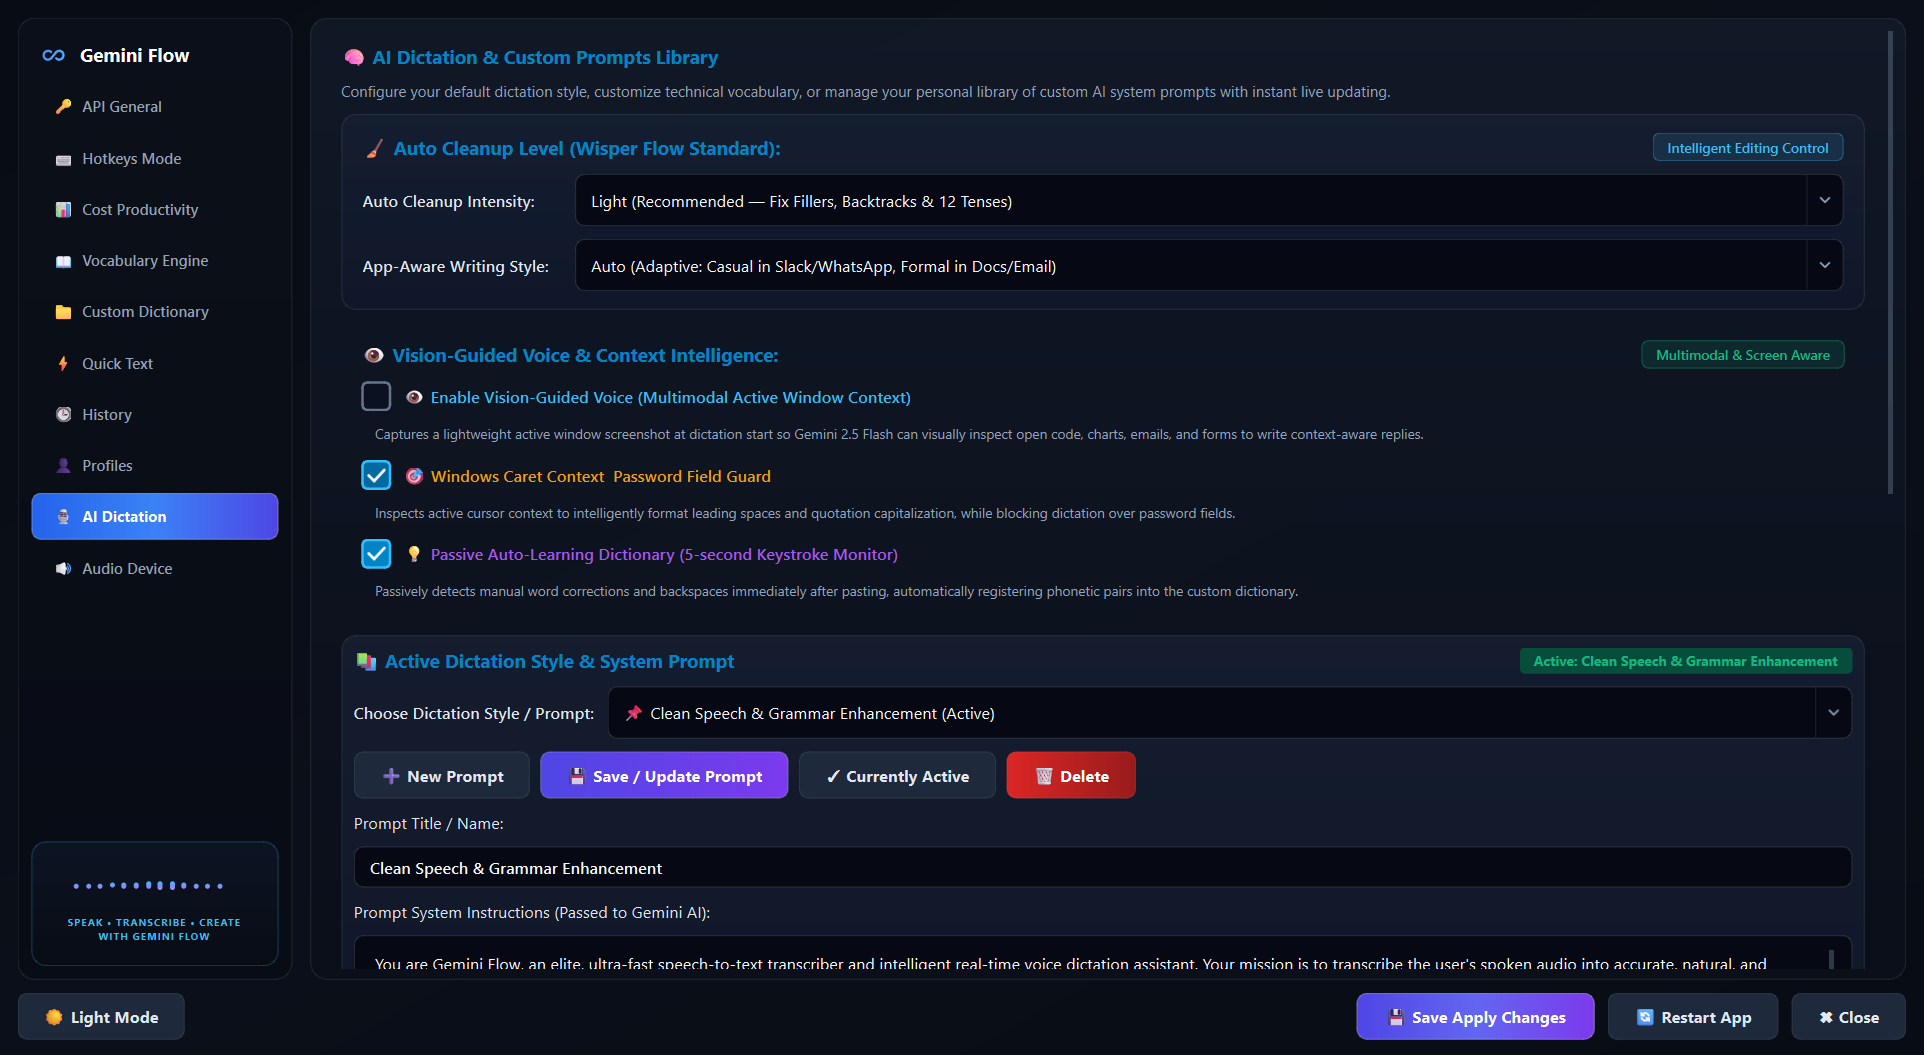 Gemini Flow
API General
Hotkeys Mode
Cost Productivity
Vocabulary Engine
Custom Dictionary
Quick Text
History
Profiles
AI Dictation
Audio Device
SPEAK • TRANSCRIBE • CREATE
WITH GEMINI FLOW
Light Mode
AI Dictation & Custom Prompts Library
Configure your default dictation style, customize technical vocabulary, or manage your personal library of custom AI system prompts with instant live updating.
Auto Cleanup Level (Wisper Flow Standard):
Intelligent Editing Control
Auto Cleanup Intensity:
Light (Recommended — Fix Fillers, Backtracks & 12 Tenses)
App-Aware Writing Style:
Auto (Adaptive: Casual in Slack/WhatsApp, Formal in Docs/Email)
Vision-Guided Voice & Context Intelligence:
Multimodal & Screen Aware
Enable Vision-Guided Voice (Multimodal Active Window Context)
Captures a lightweight active window screenshot at dictation start so Gemini 2.5 Flash can visually inspect open code, charts, emails, and forms to write context-aware replies.
Windows Caret Context  Password Field Guard
Inspects active cursor context to intelligently format leading spaces and quotation capitalization, while blocking dictation over password fields.
Passive Auto-Learning Dictionary (5-second Keystroke Monitor)
Passively detects manual word corrections and backspaces immediately after pasting, automatically registering phonetic pairs into the custom dictionary.
Active Dictation Style & System Prompt
Active: Clean Speech & Grammar Enhancement
Choose Dictation Style / Prompt:
Clean Speech & Grammar Enhancement (Active)
New Prompt
Save / Update Prompt
✓ Currently Active
Delete
Prompt Title / Name:
Clean Speech & Grammar Enhancement
Prompt System Instructions (Passed to Gemini AI):
You are Gemini Flow, an elite, ultra-fast speech-to-text transcriber and intelligent real-time voice dictation assistant. Your mission is to transcribe the user's spoken audio into accurate, natural, and
Save Apply Changes
Restart App
✖ Close